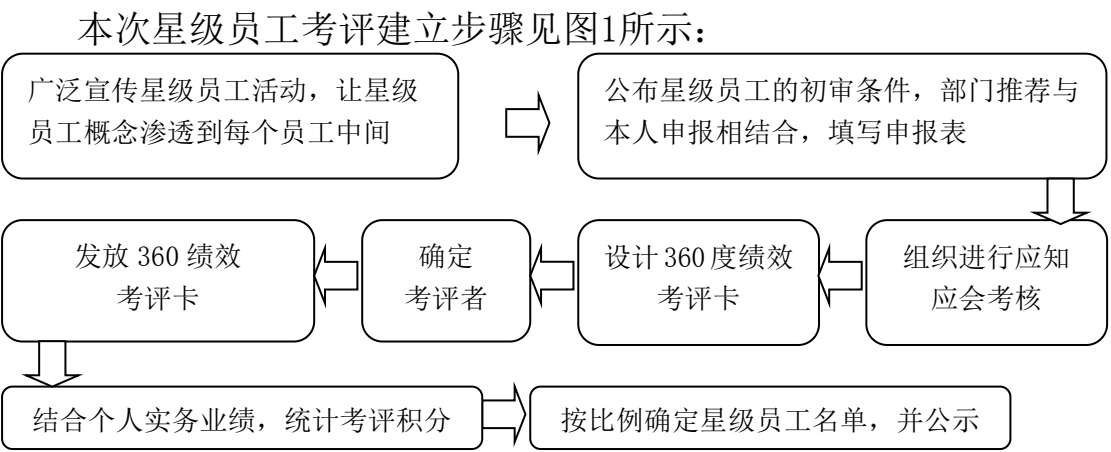 本次星级员工考评建立步骤见图1所示：
广泛宣传星级员工活动，让星级
员工概念渗透到每个员工中间
公布星级员工的初审条件，部门推荐与
本人申报相结合，填写申报表
组织进行应知
应会考核
设计360度绩效
考评卡
确定
考评者
发放 360 绩效
考评卡
结合个人实务业绩，统计考评积分
按比例确定星级员工名单，并公示